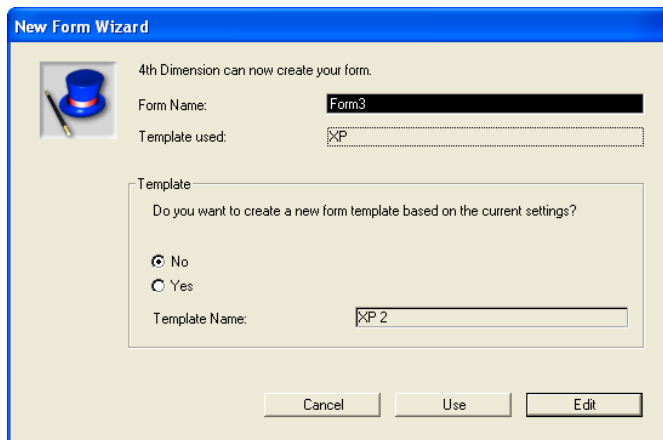 New Form Wizard
4th Dimension can now create your form.
Form Name: Form3
Template used: XP
Template
Do you want to create a new form template based on the current settings?
No
Yes
Template Name: XP 2
Cancel Use Edit